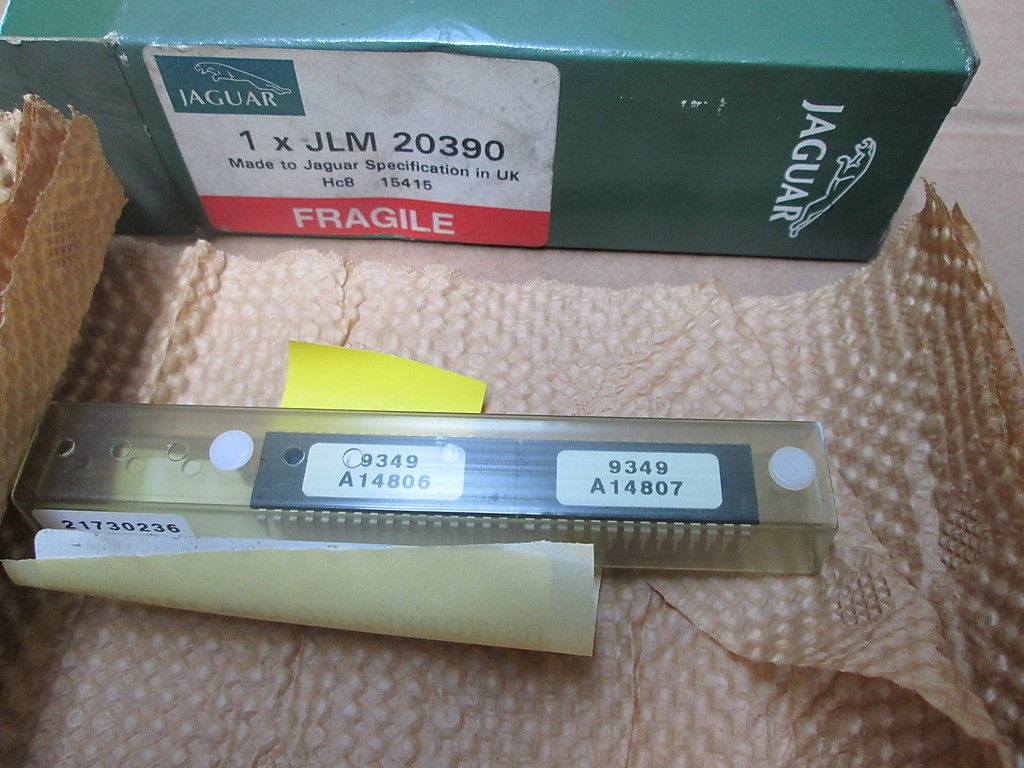 JAGUAR
1 x JLM 20390
Made to Jaguar Specification in UK
Hc8 15415
FRAGILE
JAGUAR
9349
A14806
9349
A14807
21730236